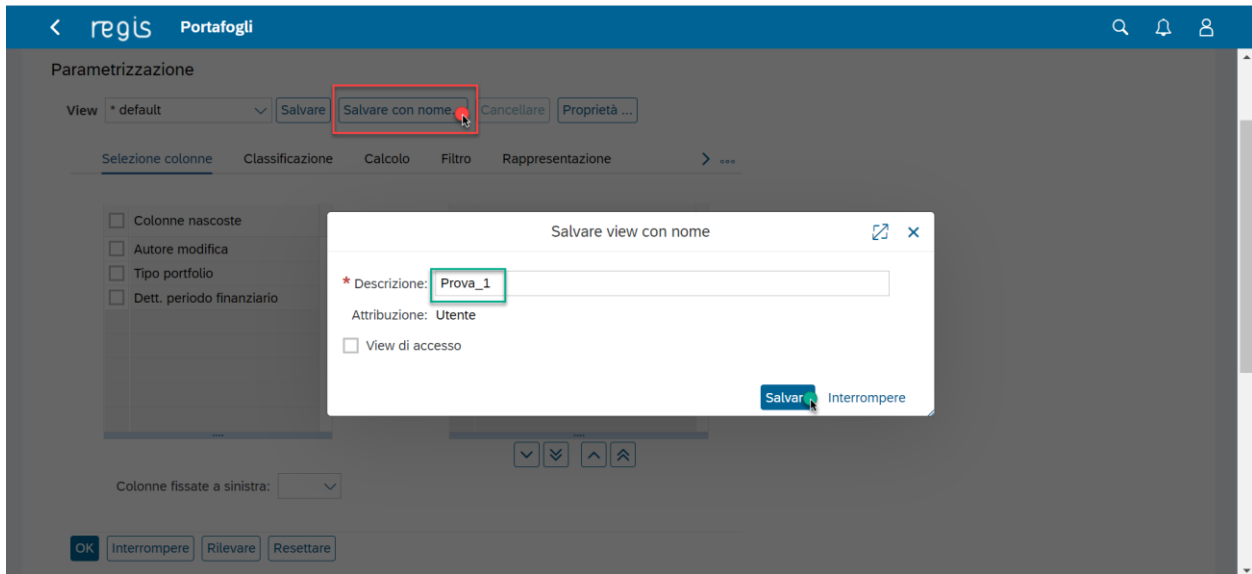 regis Portafogli
Parametrizzazione
View * default Salvare Salvare con nome... Cancellare Proprietà ...
Selezione colonne Classificazione Calcolo Filtro Rappresentazione
Colonne nascoste
Autore modifica
Tipo portfolio
Dett. periodo finanziario
Salvare view con nome
* Descrizione: Prova_1
Attribuzione: Utente
View di accesso
Salvare Interrompere
Colonne fissate a sinistra:
OK Interrompere Rilevare Resettare